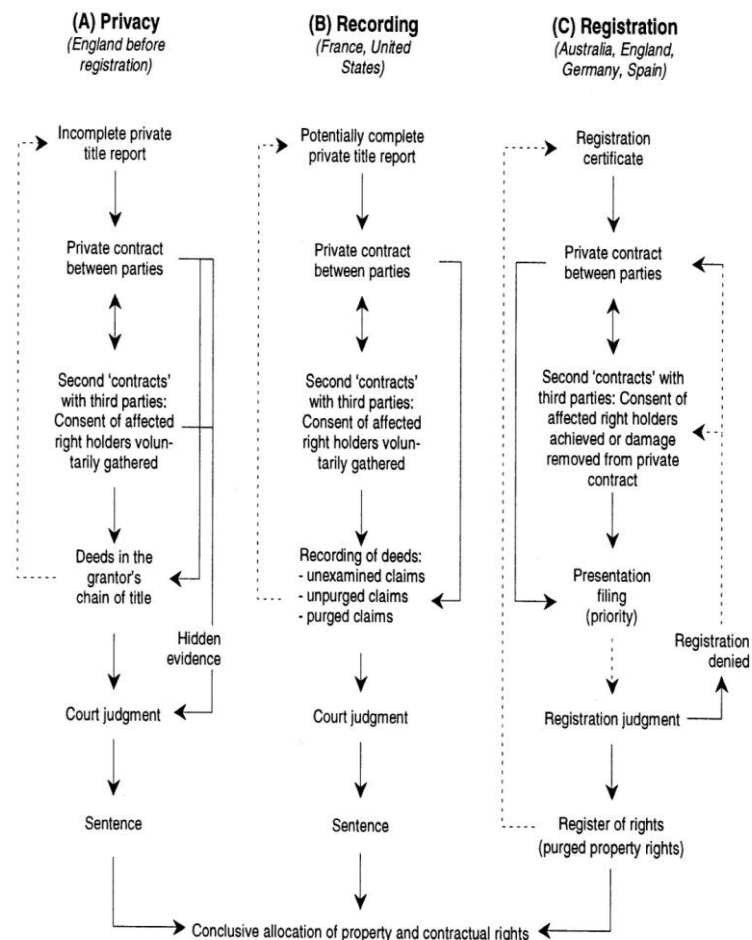 (A) Privacy
(England before
registration)
Incomplete private
title report
Private contract
between parties
Second 'contracts'
with third parties:
Consent of affected
right holders volun-
tarily gathered
Deeds in the
grantor's
chain of title
Hidden
evidence
Court judgment
Sentence
(B) Recording
(France, United
States)
Potentially complete
private title report
Private contract
between parties
Second 'contracts'
with third parties:
Consent of affected
right holders volun-
tarily gathered
Recording of deeds:
- unexamined claims
- unpurged claims
- purged claims
Court judgment
Sentence
(C) Registration
(Australia, England,
Germany, Spain)
Registration
certificate
Private contract
between parties
Second 'contracts' with
third parties: Consent of
affected right holders
achieved or damage
removed from private
contract
Presentation
filing
(priority)
Registration
denied
Registration judgment
Register of rights
(purged property rights)
Conclusive allocation of property and contractual rights